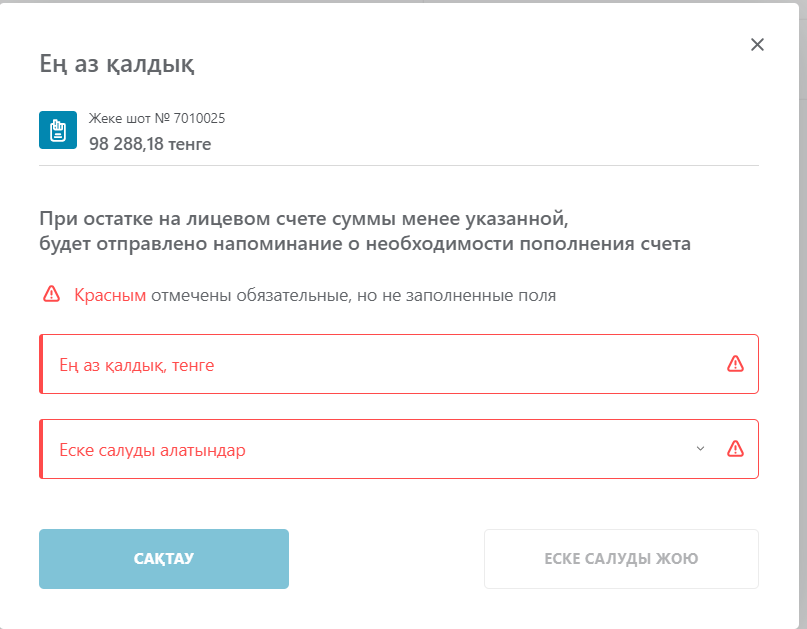 Ең аз қалдық
Жеке шот № 7010025
98 288,18 тенге
При остатке на лицевом счете суммы менее указанной,
будет отправлено напоминание о необходимости пополнения счета
Красным отмечены обязательные, но не заполненные поля
Ең аз қалдық, тенге
Еске салуды алатындар
САҚТАУ
ЕСКЕ САЛУДЫ ЖОЮ